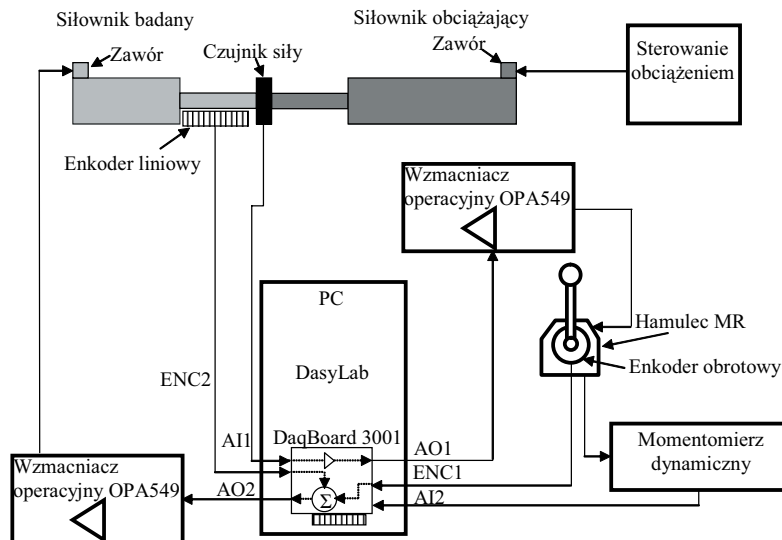 Siłownik badany
Zawór
Czujnik siły
Siłownik obciążający
Zawór
Sterowanie
obciążeniem
Enkoder liniowy
Wzmacniacz
operacyjny OPA549
PC
DasyLab
Hamulec MR
Enkoder obrotowy
ENC2
AI1
DaqBoard 3001
AO1
ENC1
AI2
Momentomierz
dynamiczny
Wzmacniacz
operacyjny OPA549
AO2
Σ